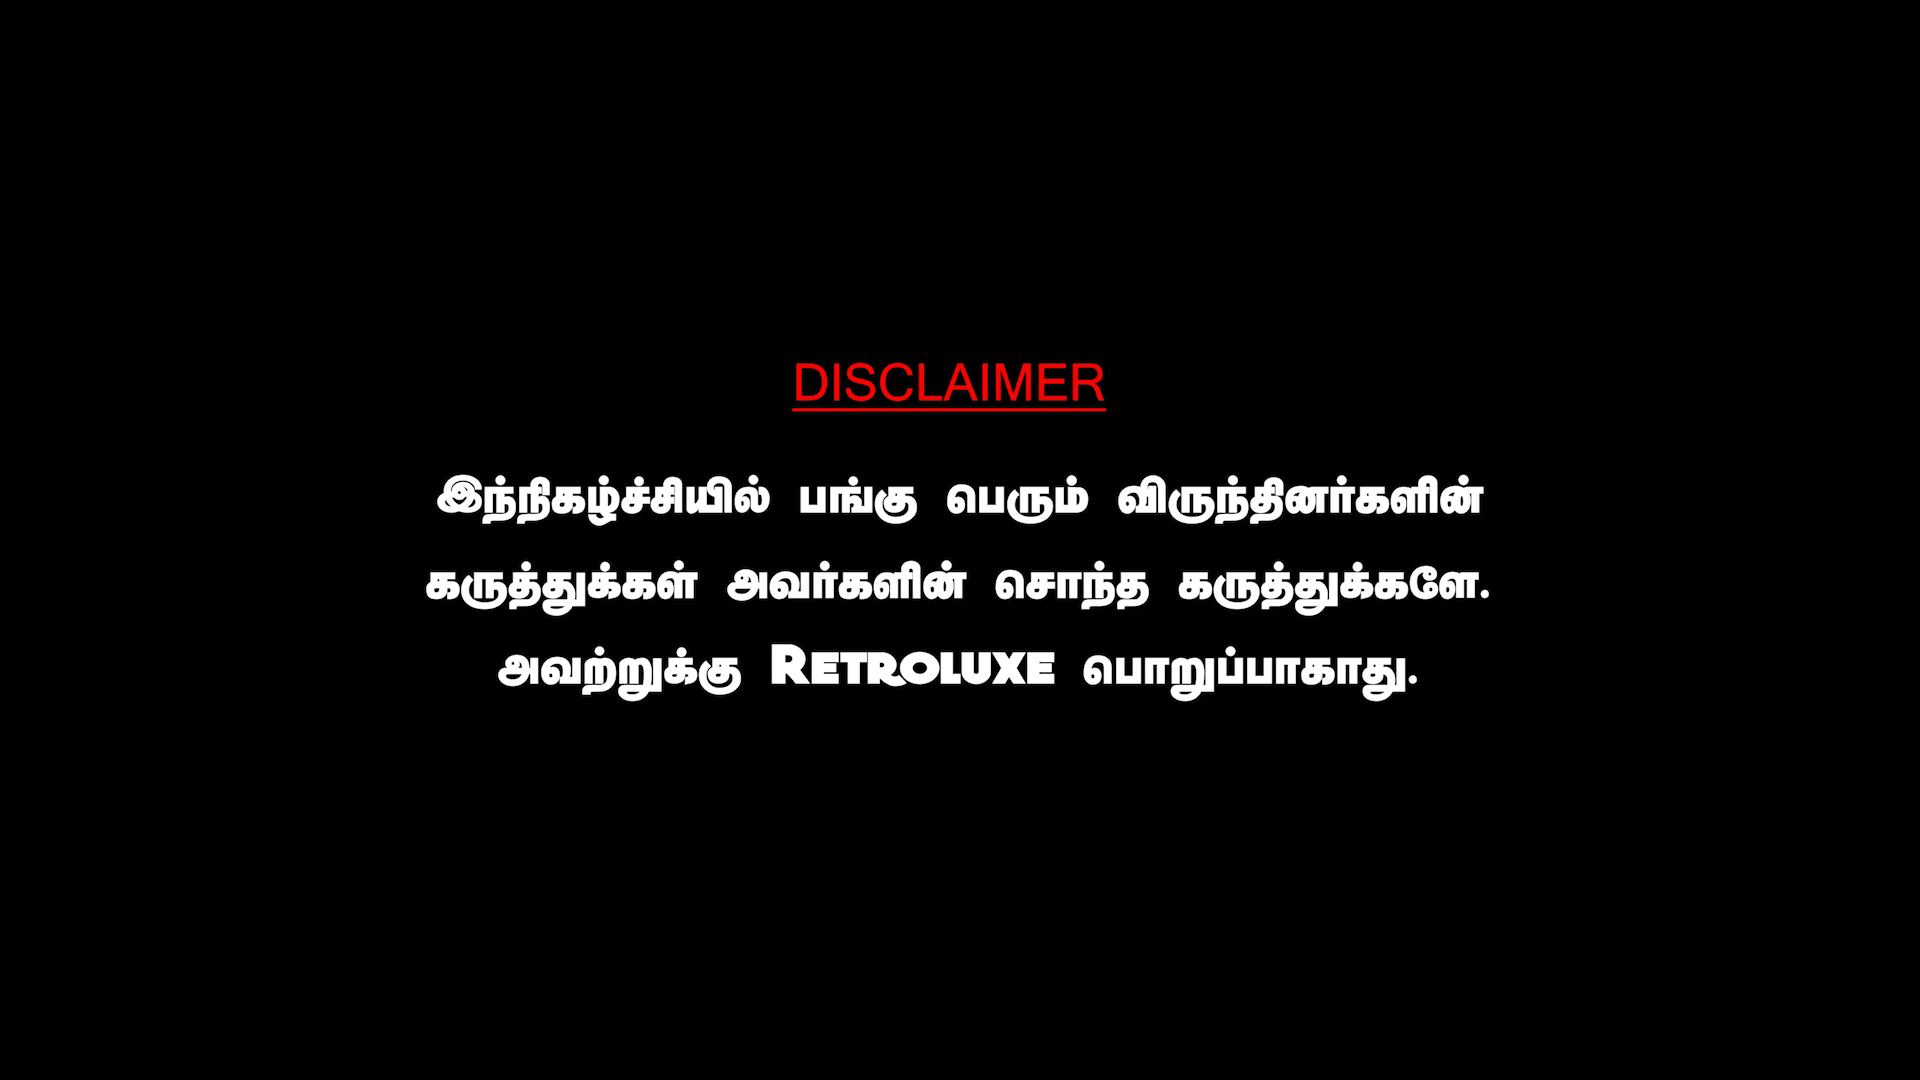 DISCLAIMER
இந்நிகழ்ச்சியில் பங்கு பெரும் விருந்தினர்களின்
கருத்துக்கள் அவர்களின் சொந்த கருத்துக்களே.
அவற்றுக்கு RETROLUXE பொறுப்பாகாது.